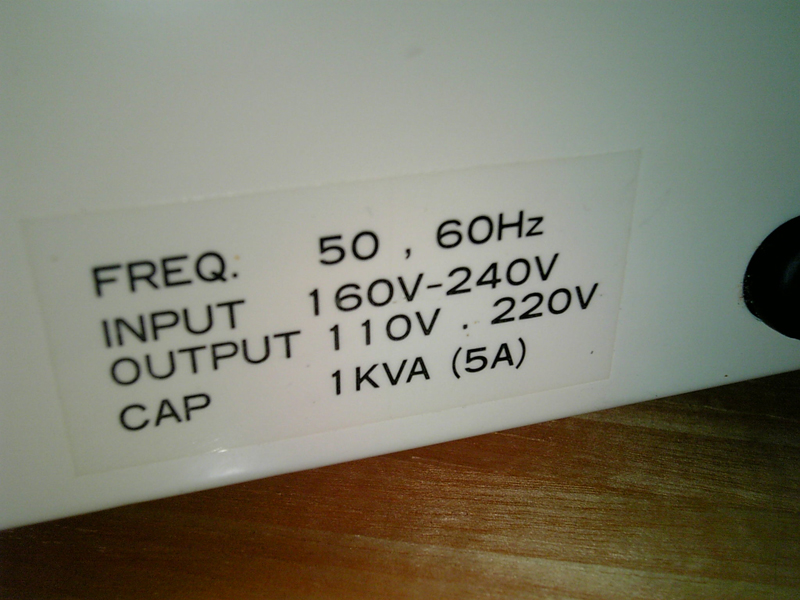 FREQ. 50 , 60Hz
INPUT 160V-240V
OUTPUT 110V . 220V
CAP 1KVA (5A)